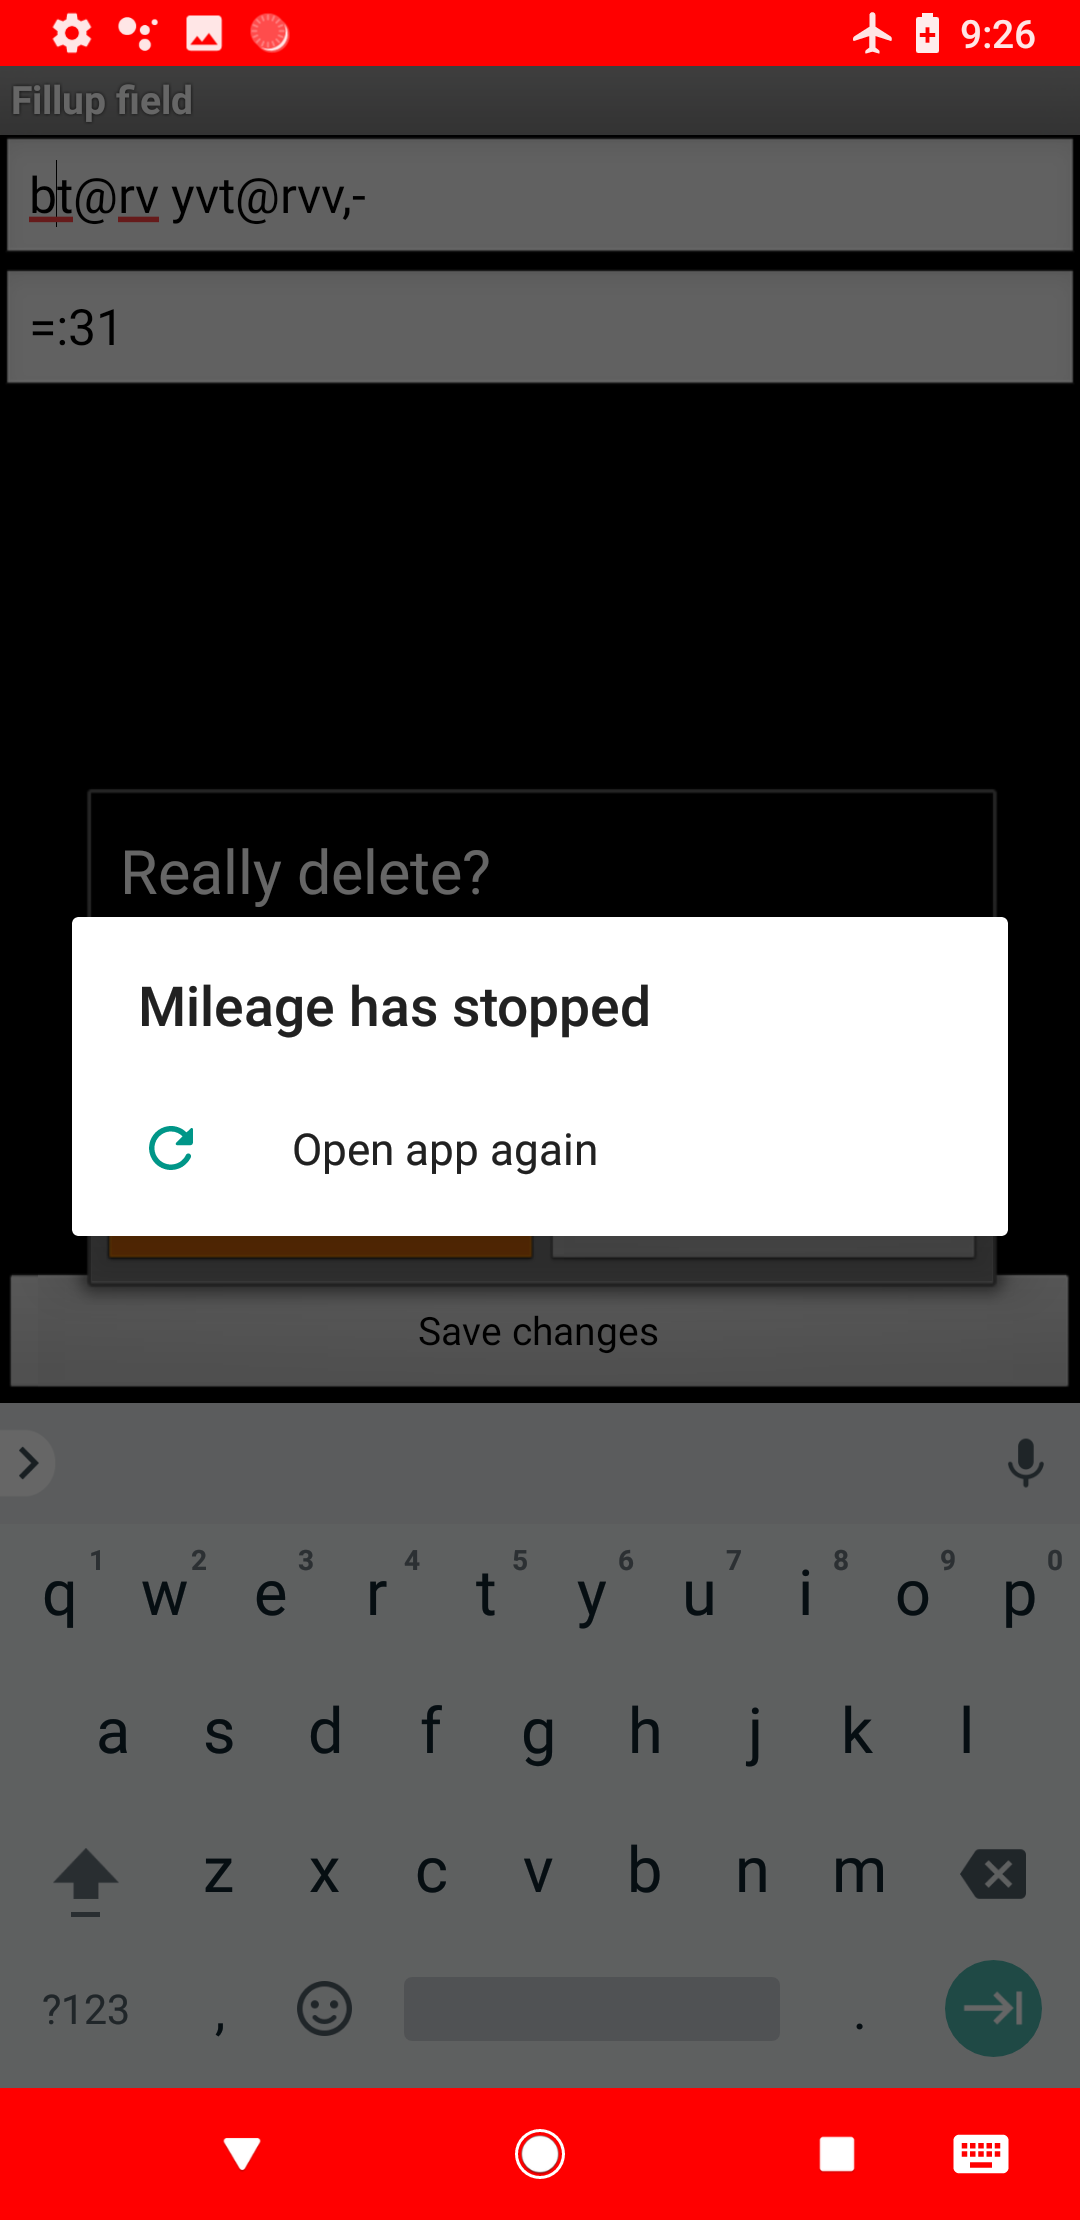 9:26
Fillup field
bt@rv yvt@rvv,-
=:31
Really delete?
Mileage has stopped
Open app again
Save changes
1 2 3 4 5 6 7 8 9 0
q w e r t y u i o p
a s d f g h j k l
z x c v b n m
?123 , .